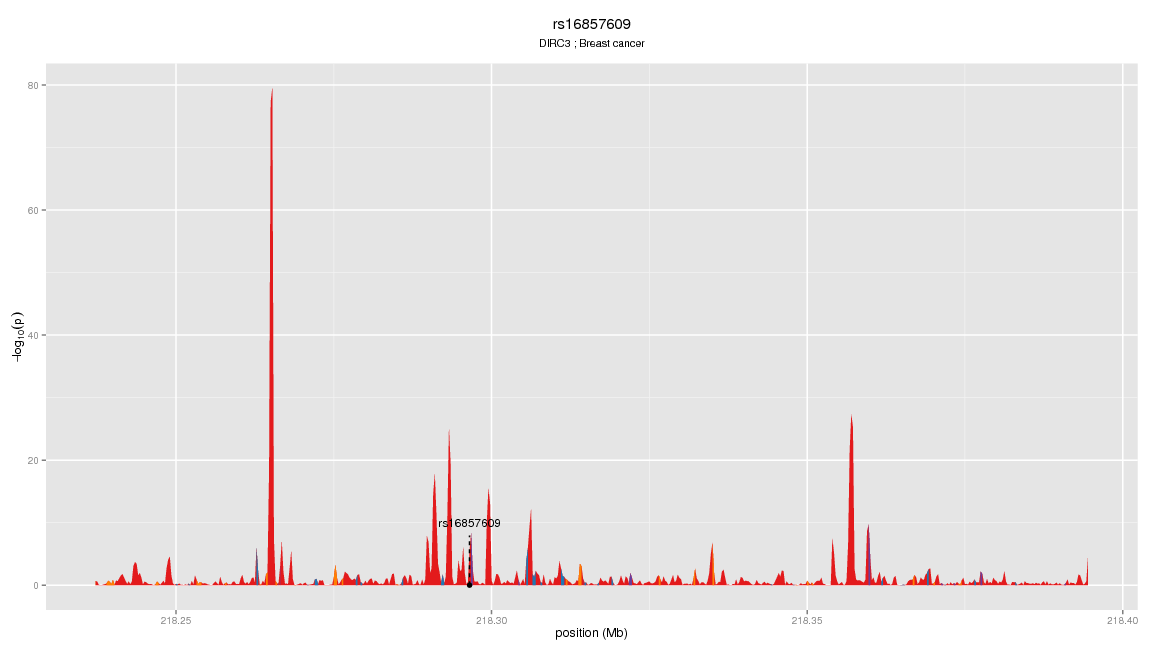 rs16857609
DIRC3 ; Breast cancer
80
60
40
20
0
−log10(p)
rs16857609
218.25
218.30
218.35
218.40
position (Mb)